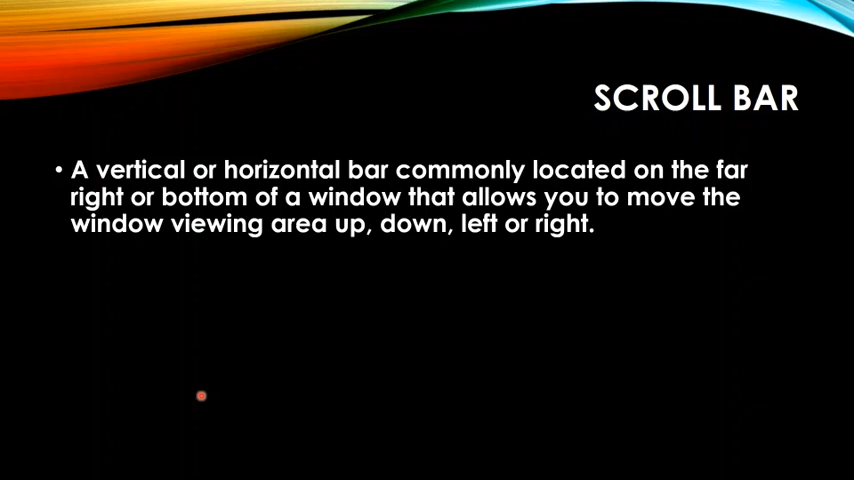 SCROLL BAR
• A vertical or horizontal bar commonly located on the far
right or bottom of a window that allows you to move the
window viewing area up, down, left or right.